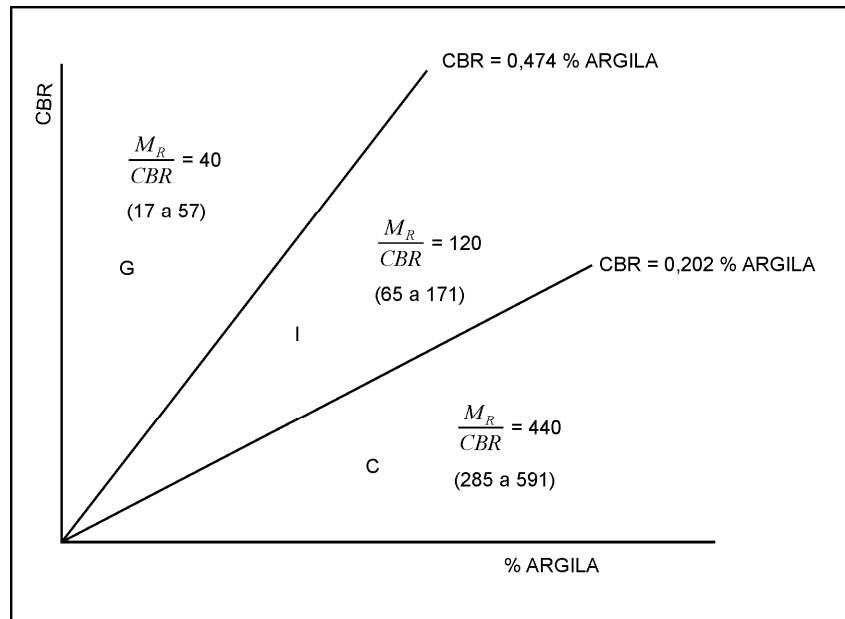 CBR = 0,474 % ARGILA
CBR
M_R
CBR
= 40
(17 a 57)
M_R
CBR
= 120
(65 a 171)
G
CBR = 0,202 % ARGILA
I
M_R
CBR
= 440
(285 a 591)
C
% ARGILA